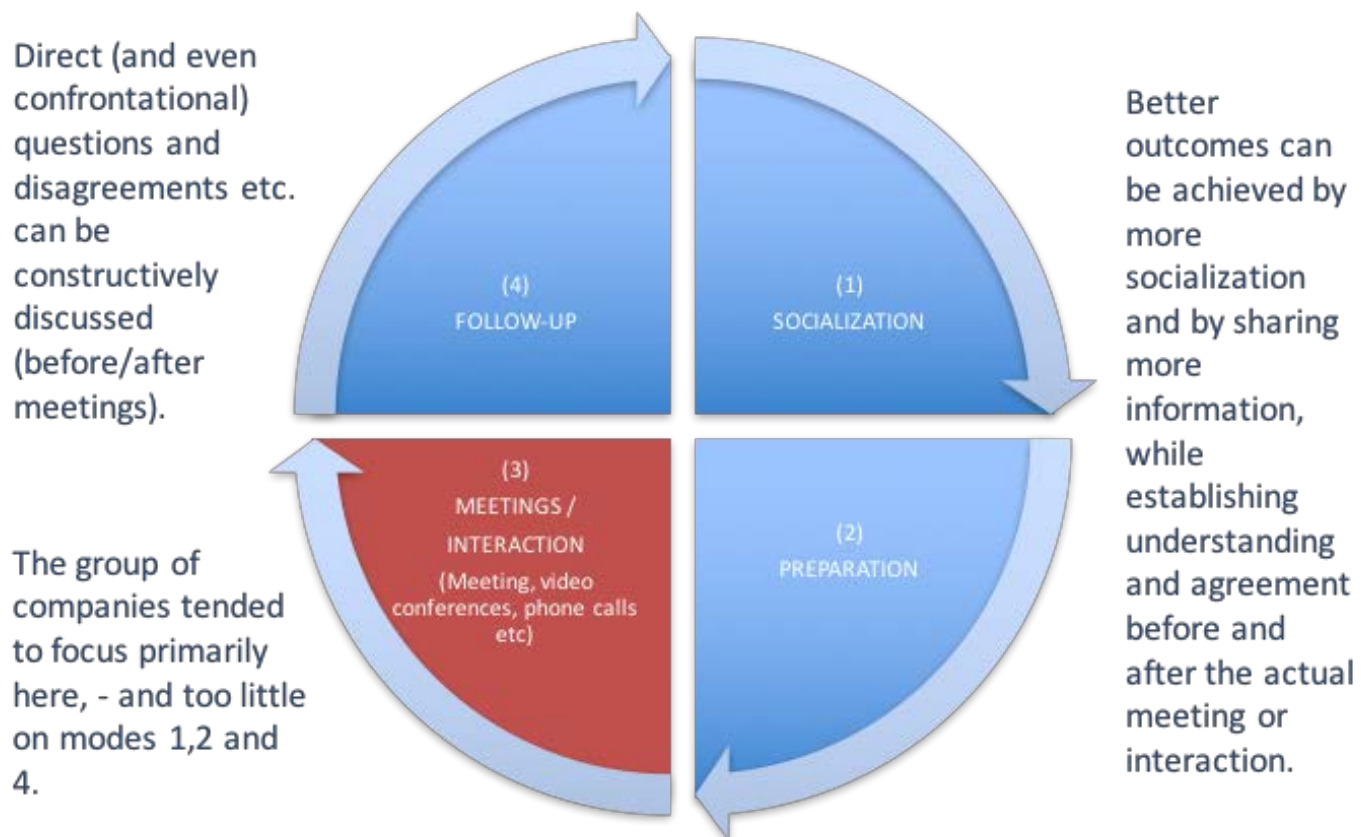 Direct (and even
confrontational)
questions and
disagreements etc.
can be
constructively
discussed
(before/after
meetings).
The group of
companies tended
to focus primarily
here, - and too little
on modes 1,2 and
4.
(4)
FOLLOW-UP
(1)
SOCIALIZATION
(3)
MEETINGS /
INTERACTION
(Meeting, video
conferences, phone calls
etc)
(2)
PREPARATION
Better
outcomes can
be achieved by
more
socialization
and by sharing
more
information,
while
establishing
understanding
and agreement
before and
after the actual
meeting or
interaction.